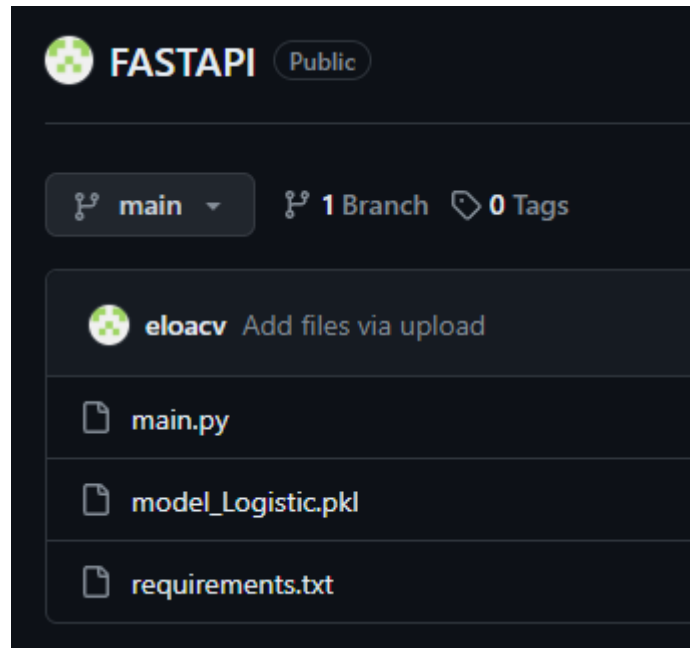 FASTAPI Public
main 1 Branch 0 Tags
eloacv Add files via upload
main.py
model_Logistic.pkl
requirements.txt